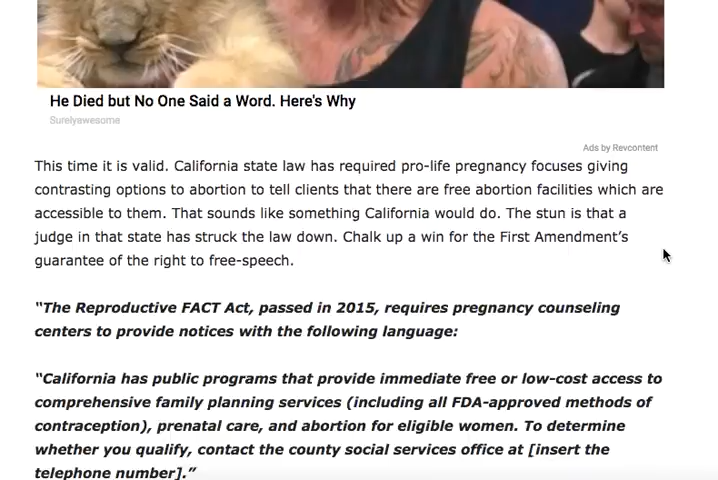 He Died but No One Said a Word. Here's Why
Surelyawesome
Ads by Revcontent
This time it is valid. California state law has required pro-life pregnancy focuses giving
contrasting options to abortion to tell clients that there are free abortion facilities which are
accessible to them. That sounds like something California would do. The stun is that a
judge in that state has struck the law down. Chalk up a win for the First Amendment’s
guarantee of the right to free-speech.
“The Reproductive FACT Act, passed in 2015, requires pregnancy counseling
centers to provide notices with the following language:
“California has public programs that provide immediate free or low-cost access to
comprehensive family planning services (including all FDA-approved methods of
contraception), prenatal care, and abortion for eligible women. To determine
whether you qualify, contact the county social services office at [insert the
telephone number].”